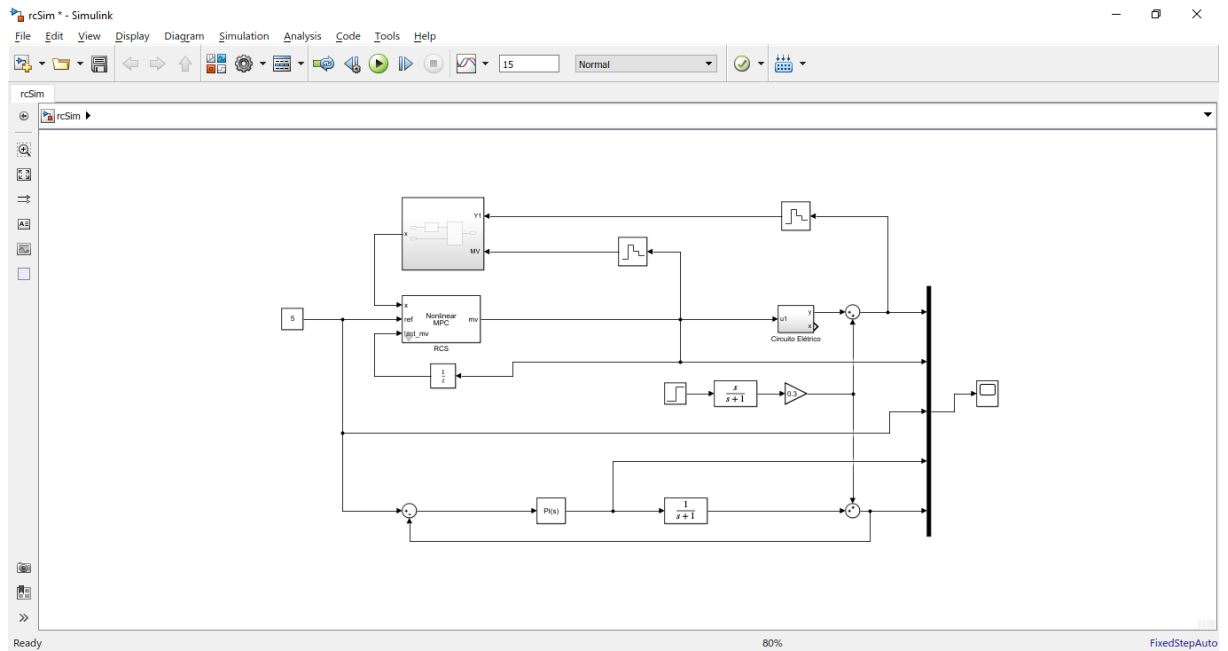 rcSim * - Simulink
File Edit View Display Diagram Simulation Analysis Code Tools Help
15 Normal
rcSim
rcSim
Y1
x
MV
x
5
ref
Nonlinear
MPC
mv
last_mv
RCS
u1
y
x
Circuito Elétrico
1
z
s
s+1
0.3
PI(s)
1
s+1
Ready 80% FixedStepAuto